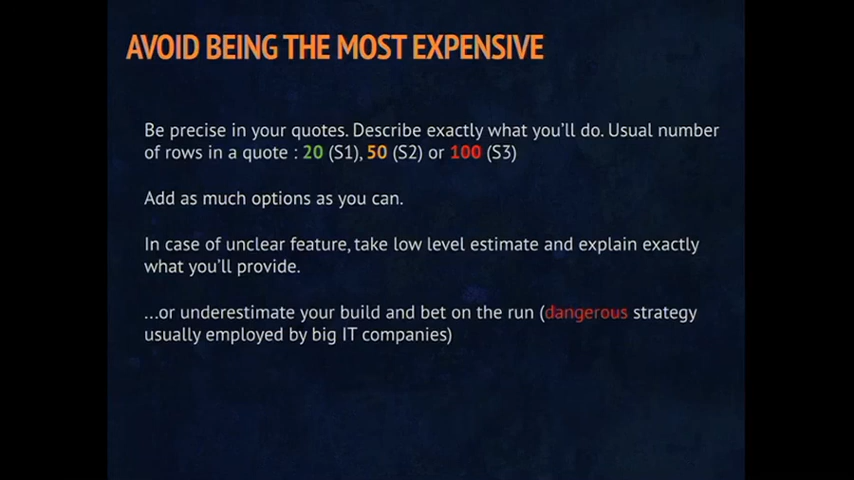 AVOID BEING THE MOST EXPENSIVE
Be precise in your quotes. Describe exactly what you'll do. Usual number
of rows in a quote : 20 (S1), 50 (S2) or 100 (S3)
Add as much options as you can.
In case of unclear feature, take low level estimate and explain exactly
what you'll provide.
...or underestimate your build and bet on the run (dangerous strategy
usually employed by big IT companies)